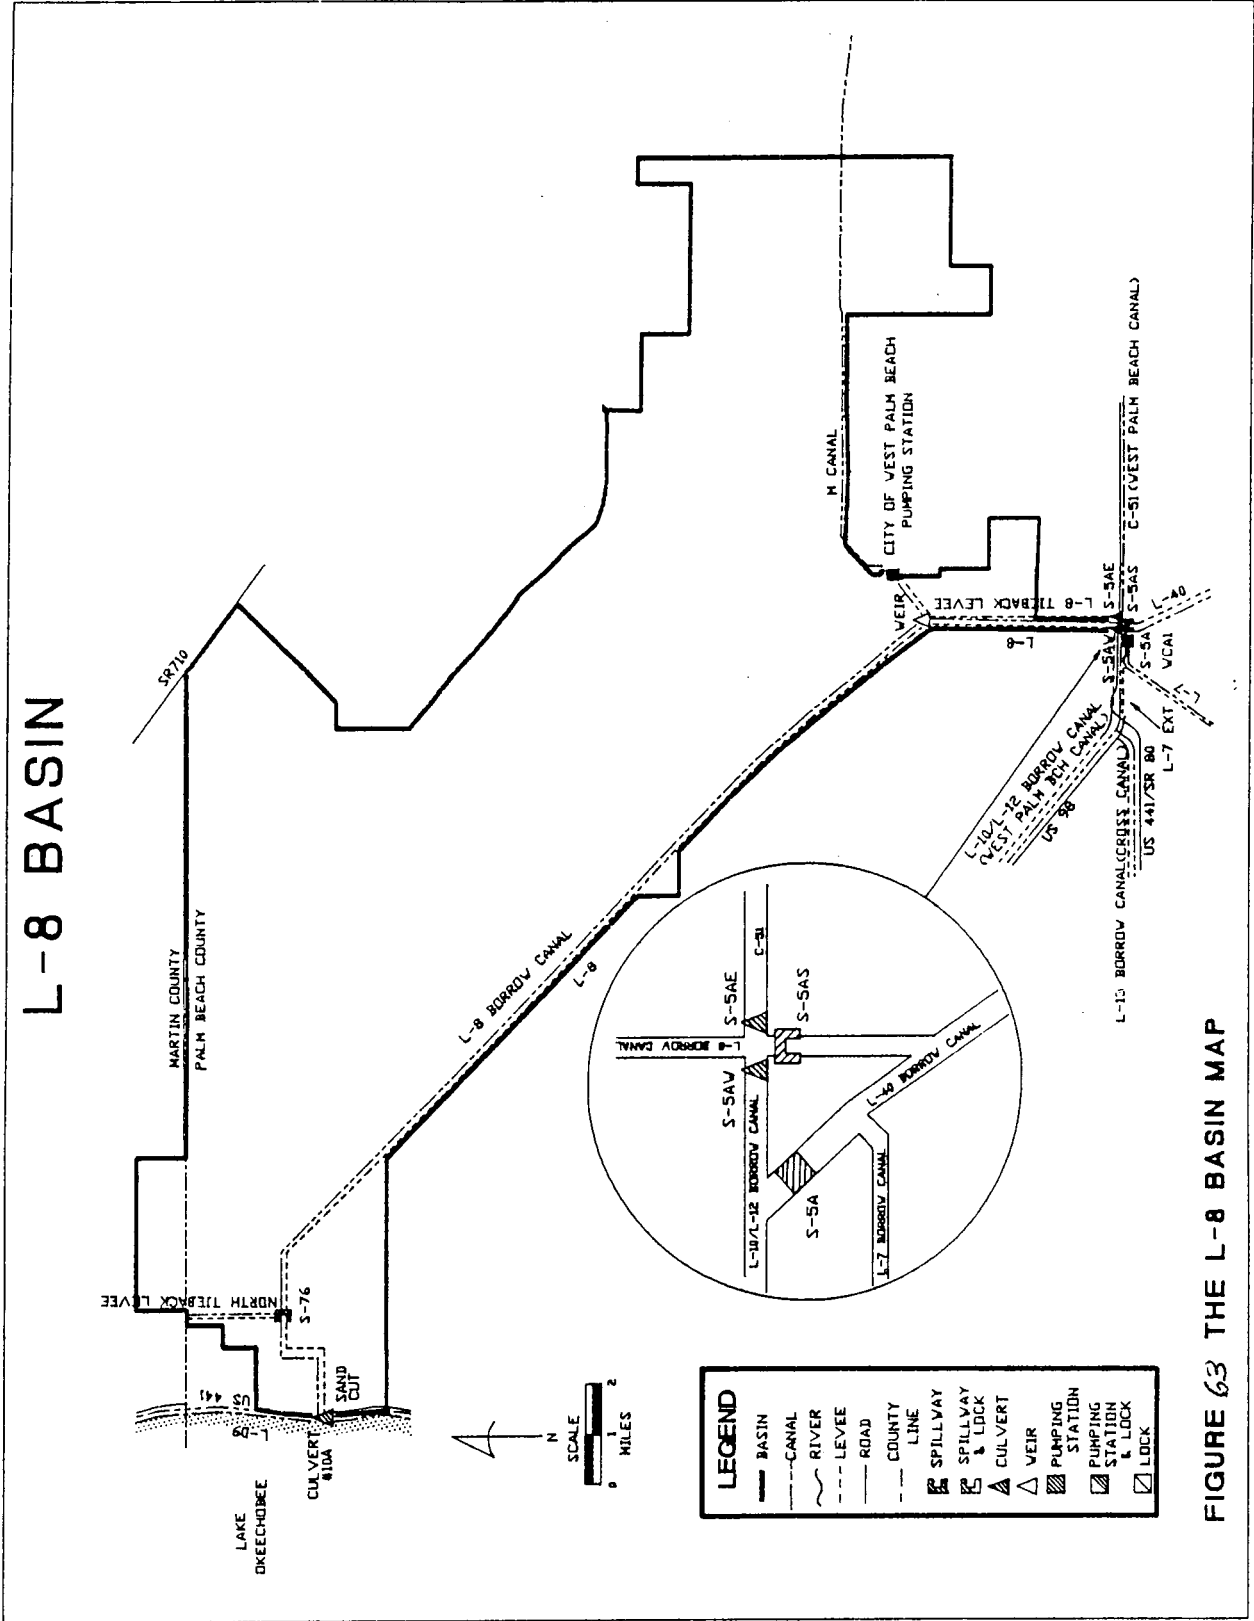 L-8 BASIN
SR710
MARTIN COUNTY
PALM BEACH COUNTY
NORTH TIEBACK LEVEE
S-76
US
441
L-D9
SAND
CUT
CULVERT
#10A
LAKE
OKEECHOBEE
L-8 BORROW CANAL
L-8
M CANAL
CITY OF WEST PALM BEACH
PUMPING STATION
WEIR
L-8 TIEBACK LEVEE
L-8
S-5AE
S-5AS
S-5AW
S-5A
C-51 (WEST PALM BEACH CANAL)
L-40
WCA1
L-7
L-7 EXT
L-10/L-12 BORROW CANAL
(WEST PALM BCH CANAL)
US 98
L-13 BORROW CANAL(CROSS CANAL)
US 441/SR 80
L-8 BORROW CANAL
S-5AE
C-51
S-5AS
S-5AW
L-10/L-12 BORROW CANAL
S-5A
L-40 BORROW CANAL
L-7 BORROW CANAL
N
SCALE
0 1 2
MILES
LEGEND
BASIN
CANAL
RIVER
LEVEE
ROAD
COUNTY
LINE
SPILLWAY
SPILLWAY
& LOCK
CULVERT
WEIR
PUMPING
STATION
PUMPING
STATION
& LOCK
LOCK
FIGURE 63 THE L-8 BASIN MAP